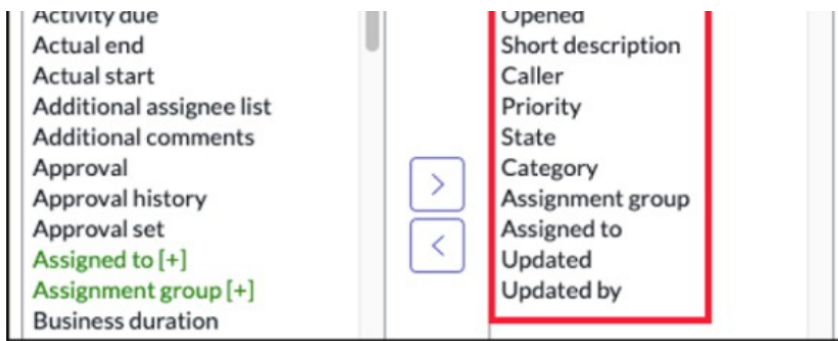 Activity due
Actual end
Actual start
Additional assignee list
Additional comments
Approval
Approval history
Approval set
Assigned to [+]
Assignment group [+]
Business duration
>
<
Opened
Short description
Caller
Priority
State
Category
Assignment group
Assigned to
Updated
Updated by